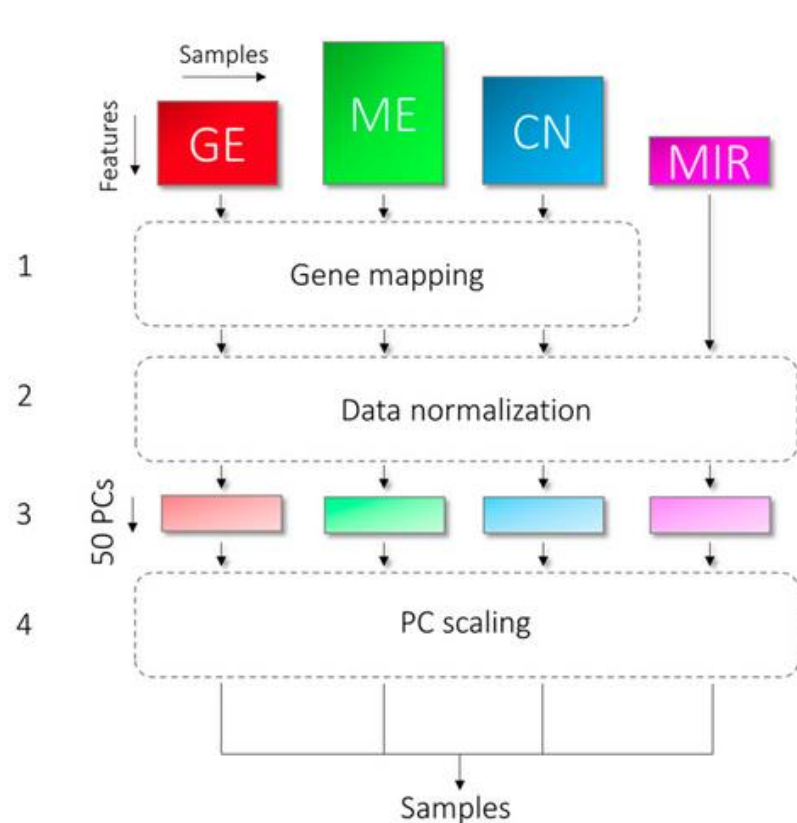 Samples
Features
GE
ME
CN
MIR
1
Gene mapping
2
Data normalization
3
50 PCs
4
PC scaling
Samples